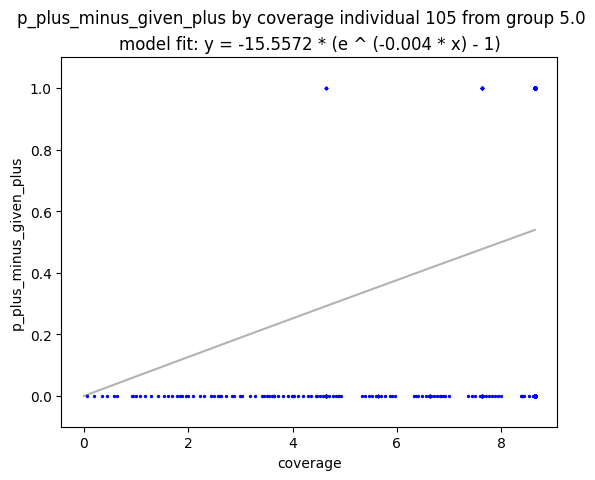 p_plus_minus_given_plus by coverage individual 105 from group 5.0
model fit: y = -15.5572 * (e ^ (-0.004 * x) - 1)
1.0
0.8
0.6
0.4
0.2
0.0
p_plus_minus_given_plus
0 2 4 6 8
coverage